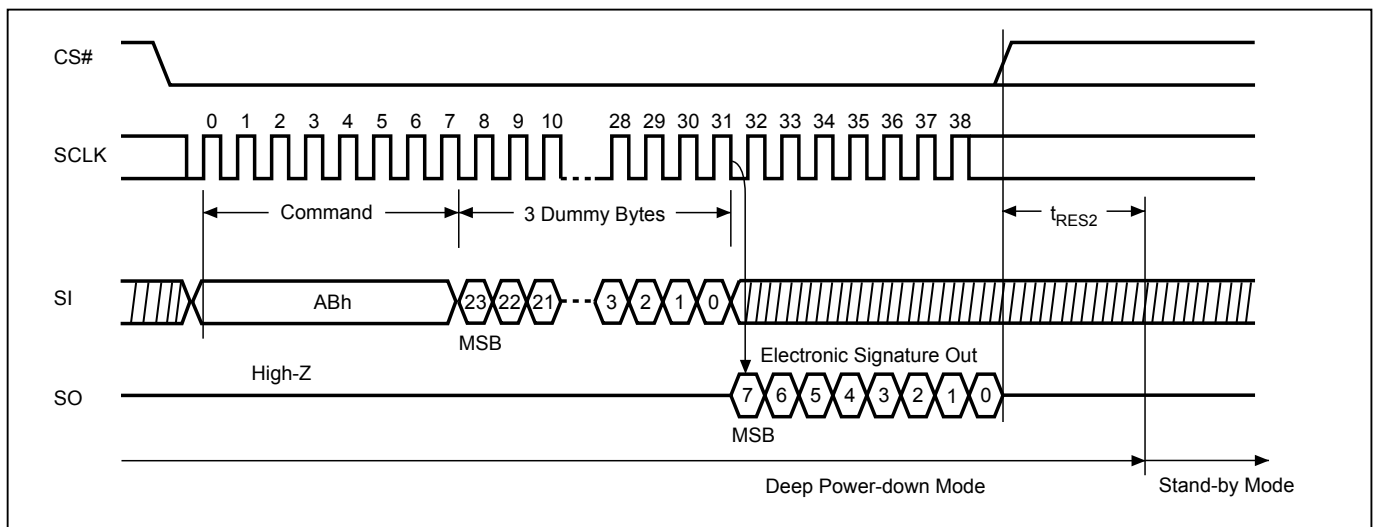 CS#
0 1 2 3 4 5 6 7 8 9 10 28 29 30 31 32 33 34 35 36 37 38
SCLK
Command 3 Dummy Bytes tRES2
SI ABh 23 22 21 3 2 1 0
MSB
Electronic Signature Out
High-Z
SO 7 6 5 4 3 2 1 0
MSB
Deep Power-down Mode Stand-by Mode